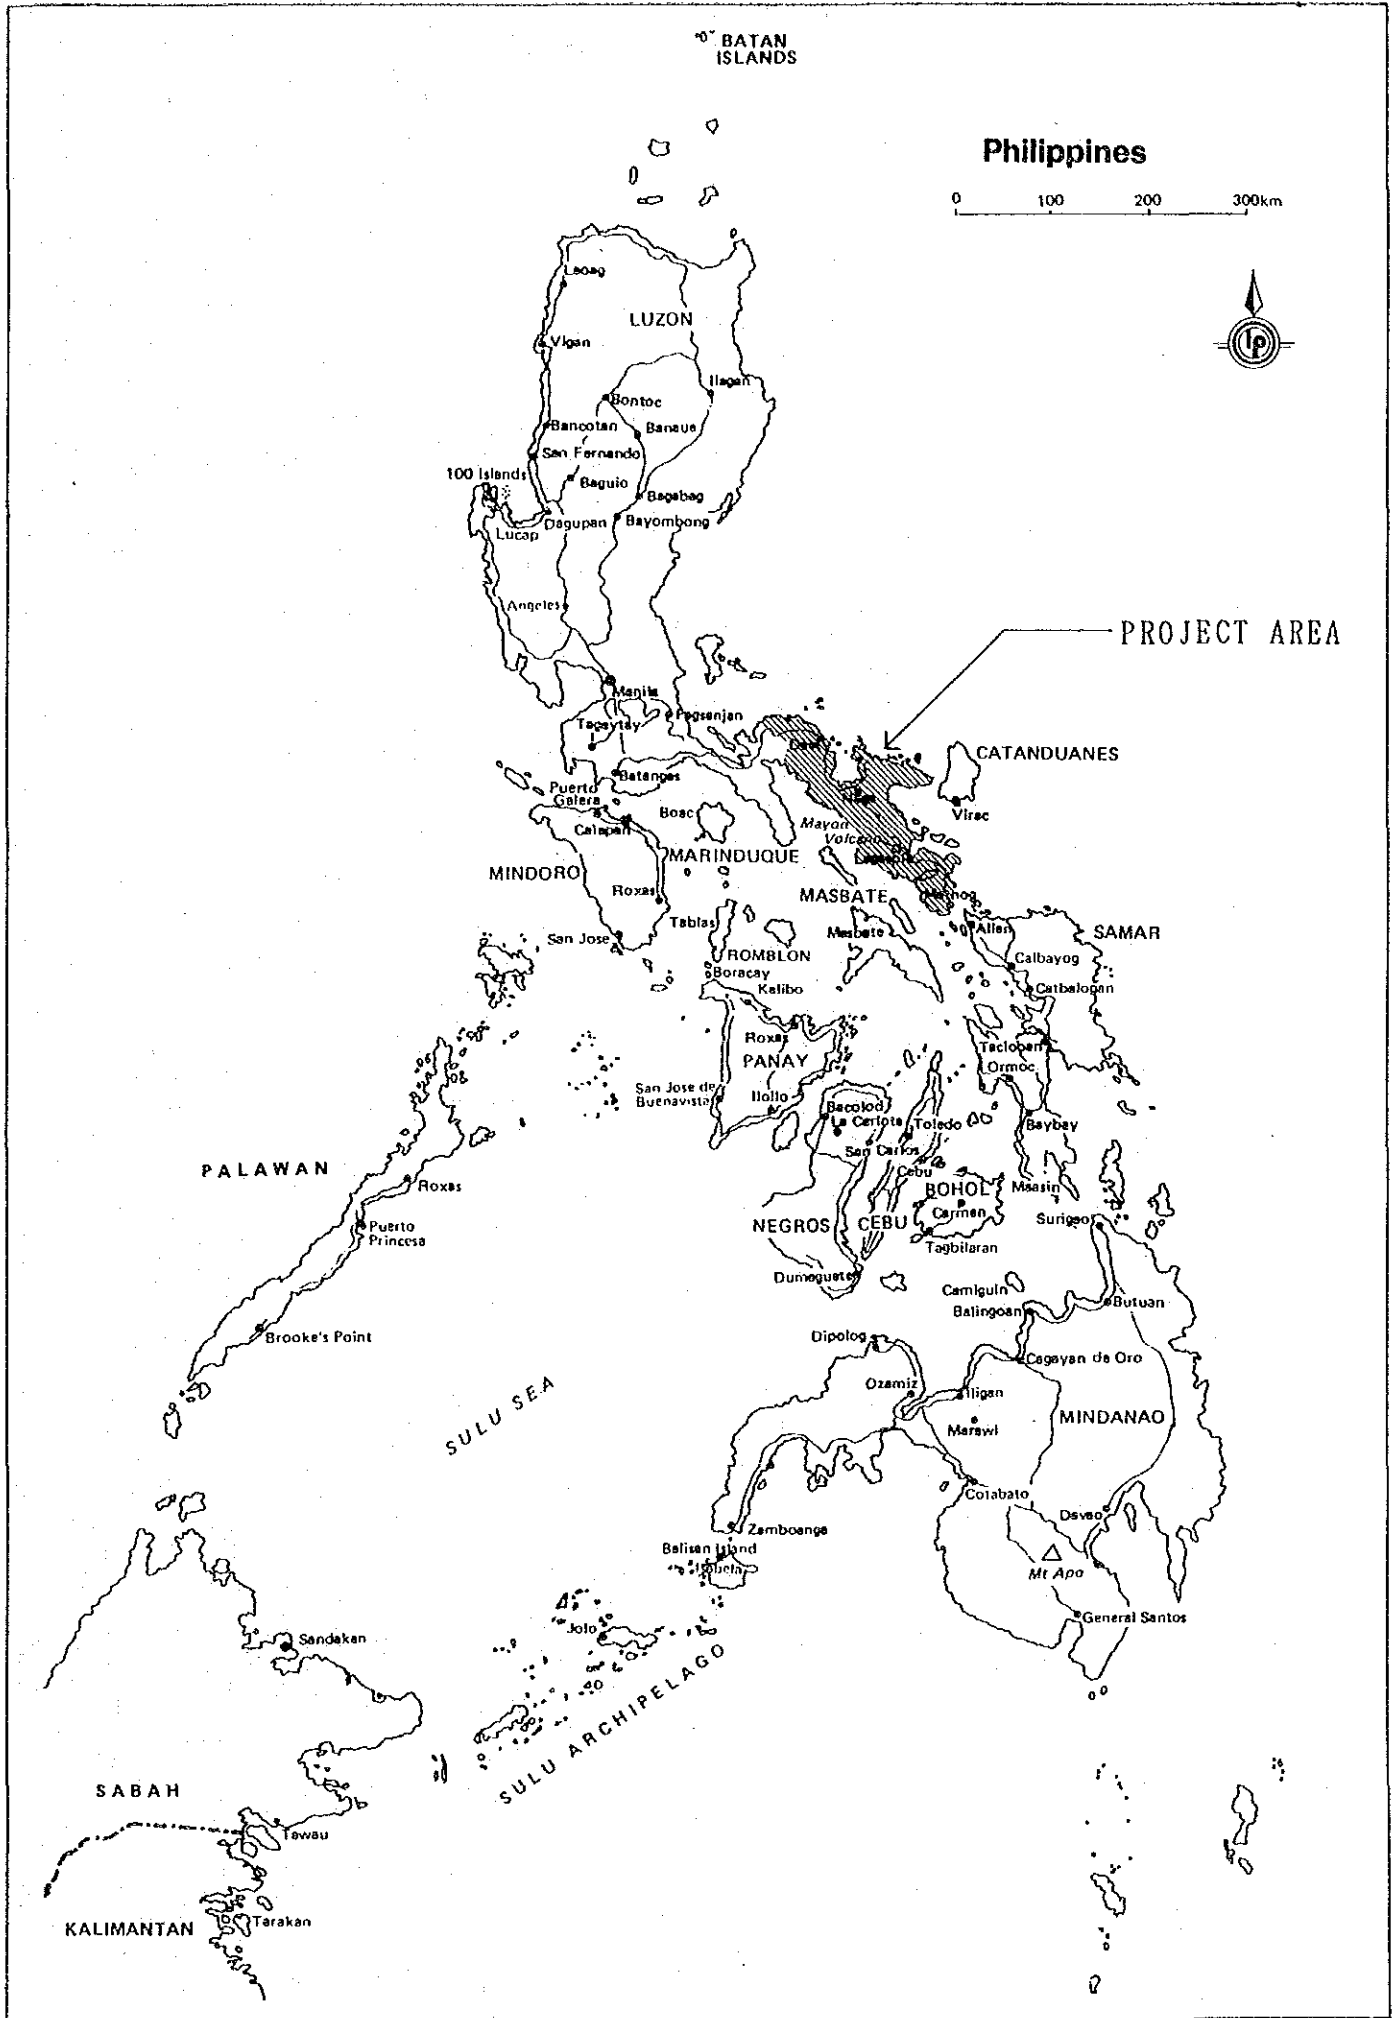 BATAN
ISLANDS
Philippines
0 100 200 300km
Laoag
LUZON
Vigan
Ilagan
Bontoc
Bancotan
Banaue
San Fernando
100 Islands
Baguio
Bagabag
Dagupan
Bayombong
Lucap
Angeles
PROJECT AREA
Manila
Pagsanjan
Tagaytay
CATANDUANES
Batangas
Puerto
Galera
Boac
Virac
Calapan
Mayon
Volcano
MARINDUQUE
MINDORO
Roxas
MASBATE
Tablas
Masbate
Allen
SAMAR
San Jose
ROMBLON
Calbayog
Boracay
Kalibo
Catbalogan
Roxas
Tacloban
PANAY
Ormoc
San Jose de
Buenavista
Iloilo
Bacolod
La Carlota
Toledo
Baybay
San Carlos
Cebu
PALAWAN
Roxas
BOHOL
Maasin
Carmen
Surigao
Puerto
Princesa
NEGROS
CEBU
Tagbilaran
Dumaguete
Camiguin
Balingoan
Butuan
Brooke's Point
Dipolog
Cagayan de Oro
Ozamiz
Iligan
SULU SEA
MINDANAO
Marawi
Cotabato
Davao
Zamboanga
Balisan Island
Isabela
Mt Apo
General Santos
Jolo
Sandakan
SULU ARCHIPELAGO
SABAH
Tawau
KALIMANTAN
Tarakan